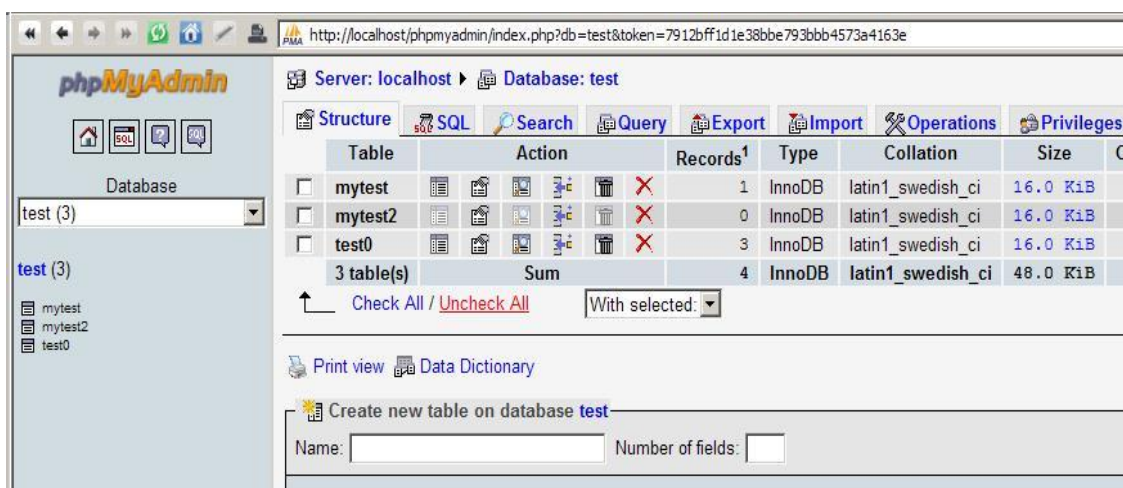 PMA http://localhost/phpmyadmin/index.php?db=test&token=7912bff1d1e38bbe793bbb4573a4163e
phpMyAdmin
SQL ? SQL
Database
test (3)
test (3)
mytest
mytest2
test0
Server: localhost Database: test
Structure SQL SQL Search Query Export Import Operations Privileges
Table Action Records1 Type Collation Size
mytest 1 InnoDB latin1_swedish_ci 16.0 KiB
mytest2 0 InnoDB latin1_swedish_ci 16.0 KiB
test0 3 InnoDB latin1_swedish_ci 16.0 KiB
3 table(s) Sum 4 InnoDB latin1_swedish_ci 48.0 KiB
Check All / Uncheck All With selected:
Print view Data Dictionary
Create new table on database test
Name: Number of fields: